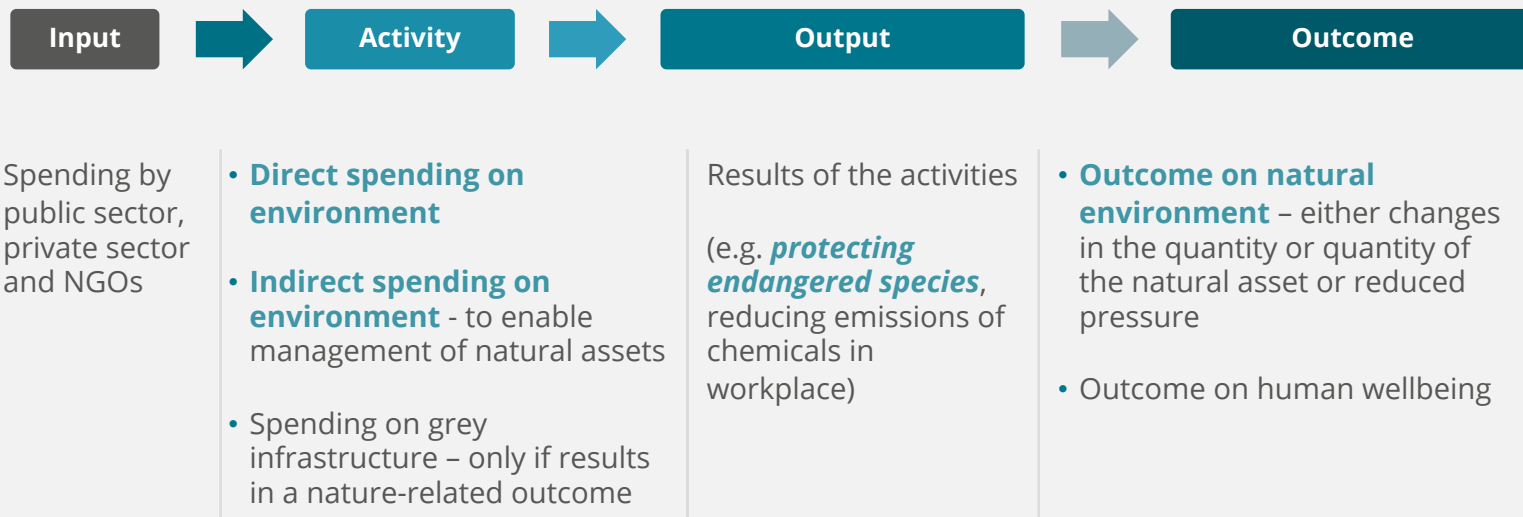 Input
Activity
Output
Outcome
Spending by
public sector,
private sector
and NGOs
• Direct spending on
environment
• Indirect spending on
environment - to enable
management of natural assets
• Spending on grey
infrastructure – only if results
in a nature-related outcome
Results of the activities
(e.g. protecting
endangered species,
reducing emissions of
chemicals in
workplace)
• Outcome on natural
environment – either changes
in the quantity or quantity of
the natural asset or reduced
pressure
• Outcome on human wellbeing